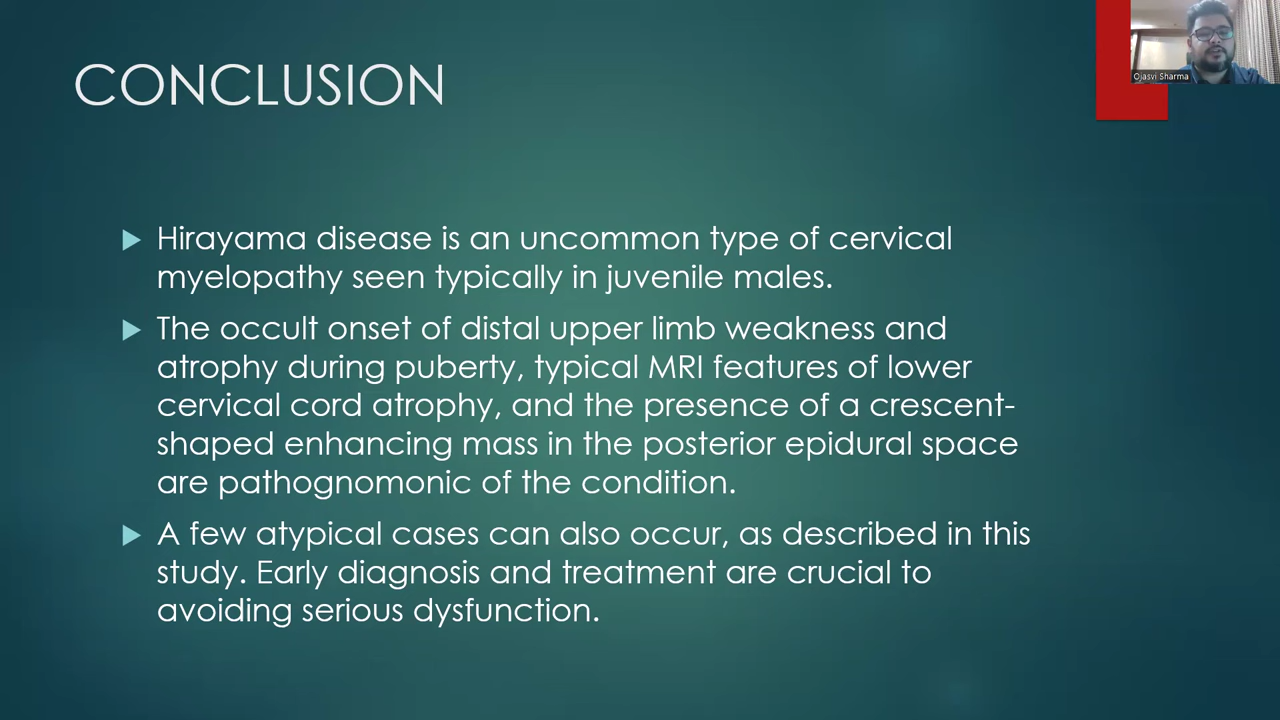 CONCLUSION
Ojasvi Sharma
Hirayama disease is an uncommon type of cervical
myelopathy seen typically in juvenile males.
The occult onset of distal upper limb weakness and
atrophy during puberty, typical MRI features of lower
cervical cord atrophy, and the presence of a crescent-
shaped enhancing mass in the posterior epidural space
are pathognomonic of the condition.
A few atypical cases can also occur, as described in this
study. Early diagnosis and treatment are crucial to
avoiding serious dysfunction.